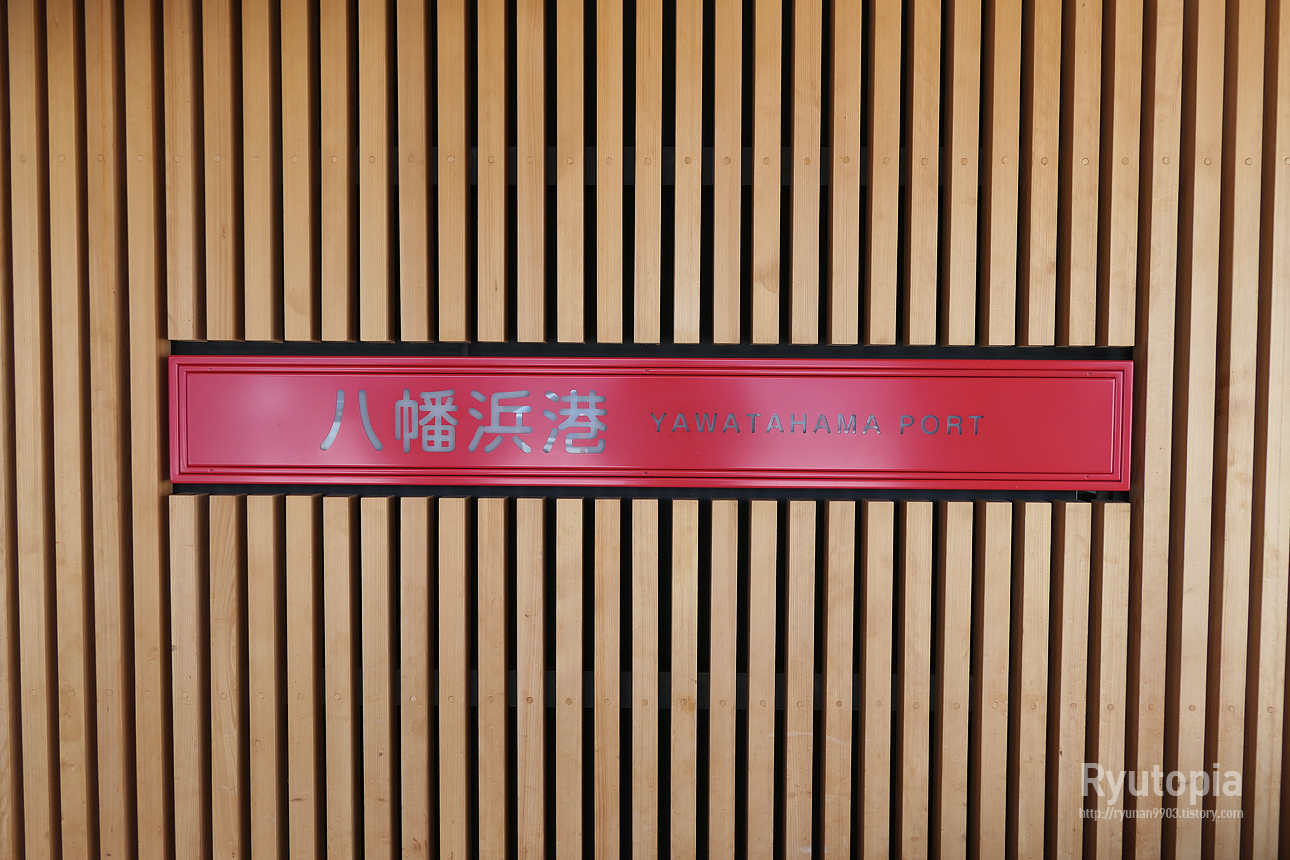 八幡浜港 YAWATAHAMA PORT
Ryutopia
http://ryunan9903.tistory.com